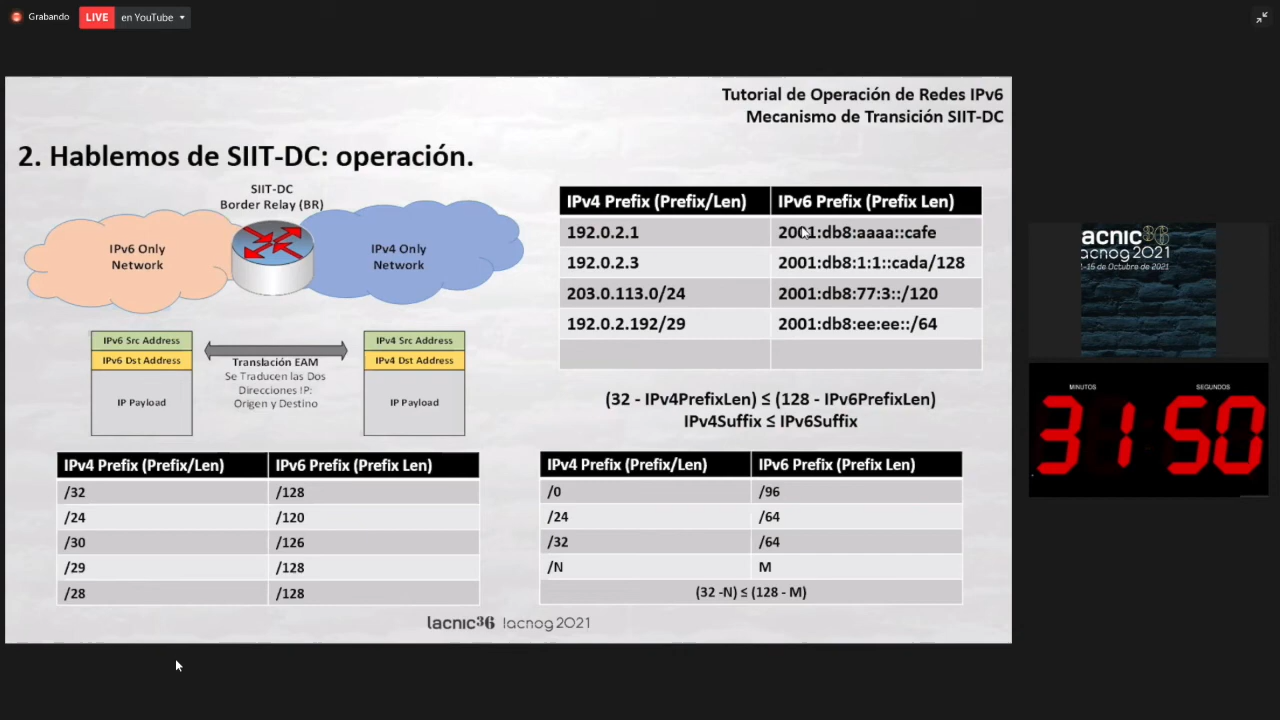 Grabando
LIVE en YouTube
Tutorial de Operación de Redes IPv6
Mecanismo de Transición SIIT-DC
2. Hablemos de SIIT-DC: operación.
SIIT-DC
Border Relay (BR)
IPv6 Only
Network
IPv4 Only
Network
IPv6 Src Address
IPv6 Dst Address
IP Payload
Translación EAM
Se Traducen las Dos
Direcciones IP:
Origen y Destino
IPv4 Src Address
IPv4 Dst Address
IP Payload
IPv4 Prefix (Prefix/Len) IPv6 Prefix (Prefix Len)
192.0.2.1 2001:db8:aaaa::cafe
192.0.2.3 2001:db8:1:1::cada/128
203.0.113.0/24 2001:db8:77:3::/120
192.0.2.192/29 2001:db8:ee:ee::/64
(32 - IPv4PrefixLen) ≤ (128 - IPv6PrefixLen)
IPv4Suffix ≤ IPv6Suffix
IPv4 Prefix (Prefix/Len) IPv6 Prefix (Prefix Len)
/32 /128
/24 /120
/30 /126
/29 /128
/28 /128
IPv4 Prefix (Prefix/Len) IPv6 Prefix (Prefix Len)
/0 /96
/24 /64
/32 /64
/N M
(32 -N) ≤ (128 - M)
lacnic36 lacnog2021
acnic36
acnog2021
-15 de Octubre de 2021
MINUTOS SEGUNDOS
31 50